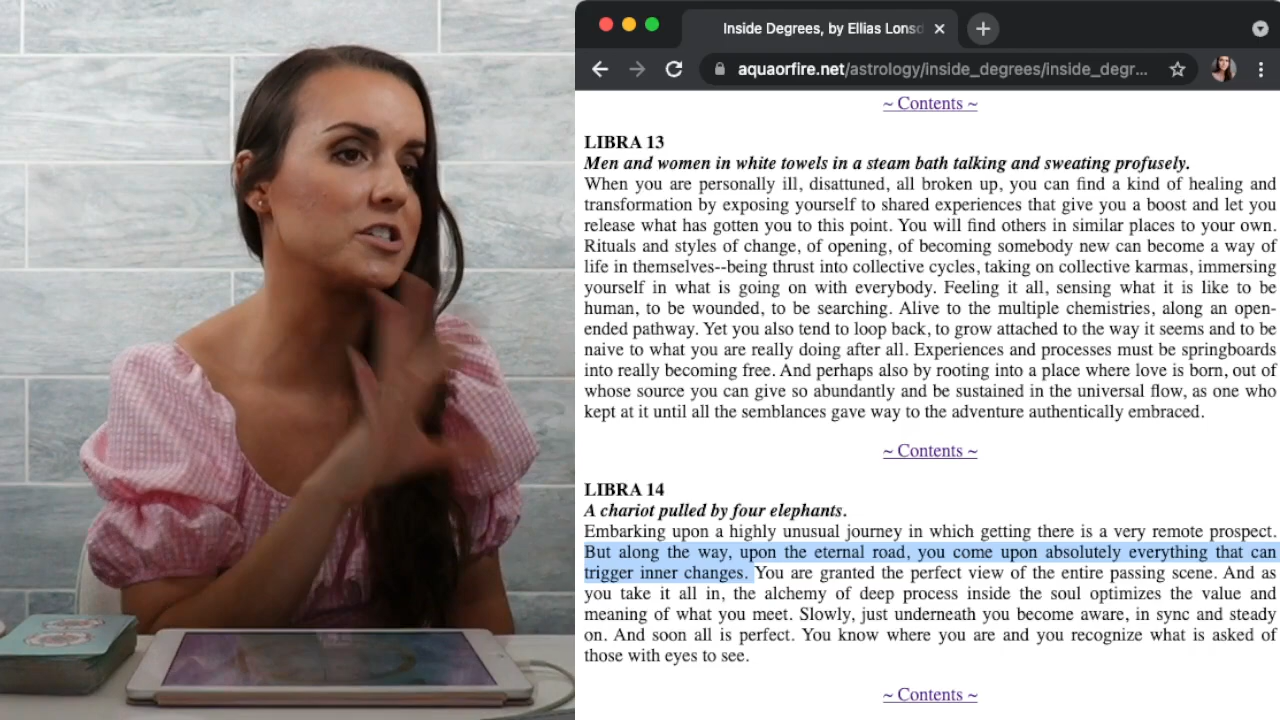 Inside Degrees, by Ellias Lonsd
aquaorfire.net/astrology/inside_degrees/inside_degr...
~ Contents ~
LIBRA 13
Men and women in white towels in a steam bath talking and sweating profusely.
When you are personally ill, disattuned, all broken up, you can find a kind of healing and
transformation by exposing yourself to shared experiences that give you a boost and let you
release what has gotten you to this point. You will find others in similar places to your own.
Rituals and styles of change, of opening, of becoming somebody new can become a way of
life in themselves--being thrust into collective cycles, taking on collective karmas, immersing
yourself in what is going on with everybody. Feeling it all, sensing what it is like to be
human, to be wounded, to be searching. Alive to the multiple chemistries, along an open-
ended pathway. Yet you also tend to loop back, to grow attached to the way it seems and to be
naive to what you are really doing after all. Experiences and processes must be springboards
into really becoming free. And perhaps also by rooting into a place where love is born, out of
whose source you can give so abundantly and be sustained in the universal flow, as one who
kept at it until all the semblances gave way to the adventure authentically embraced.
~ Contents ~
LIBRA 14
A chariot pulled by four elephants.
Embarking upon a highly unusual journey in which getting there is a very remote prospect.
But along the way, upon the eternal road, you come upon absolutely everything that can
trigger inner changes. You are granted the perfect view of the entire passing scene. And as
you take it all in, the alchemy of deep process inside the soul optimizes the value and
meaning of what you meet. Slowly, just underneath you become aware, in sync and steady
on. And soon all is perfect. You know where you are and you recognize what is asked of
those with eyes to see.
~ Contents ~